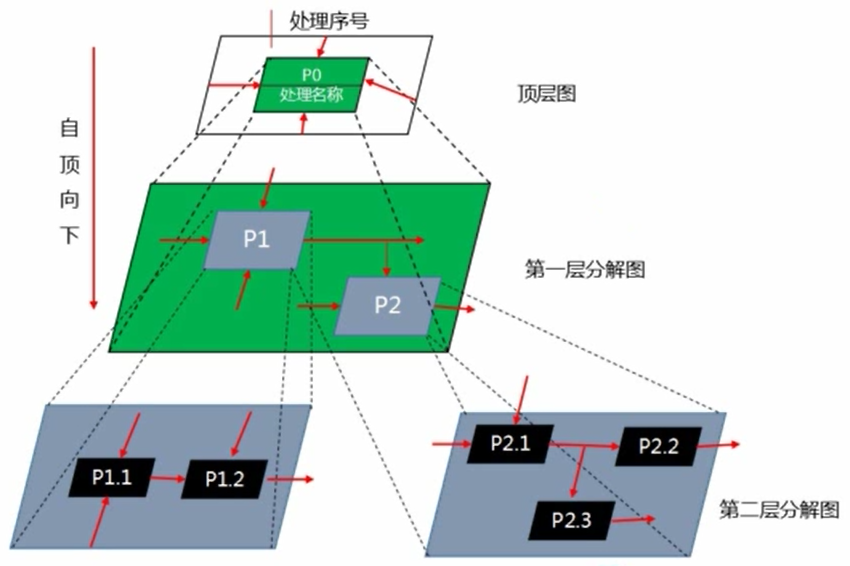 处理序号
P0
处理名称
顶层图
自
顶
向
下
P1
第一层分解图
P2
P1.1
P1.2
P2.1
P2.2
P2.3
第二层分解图